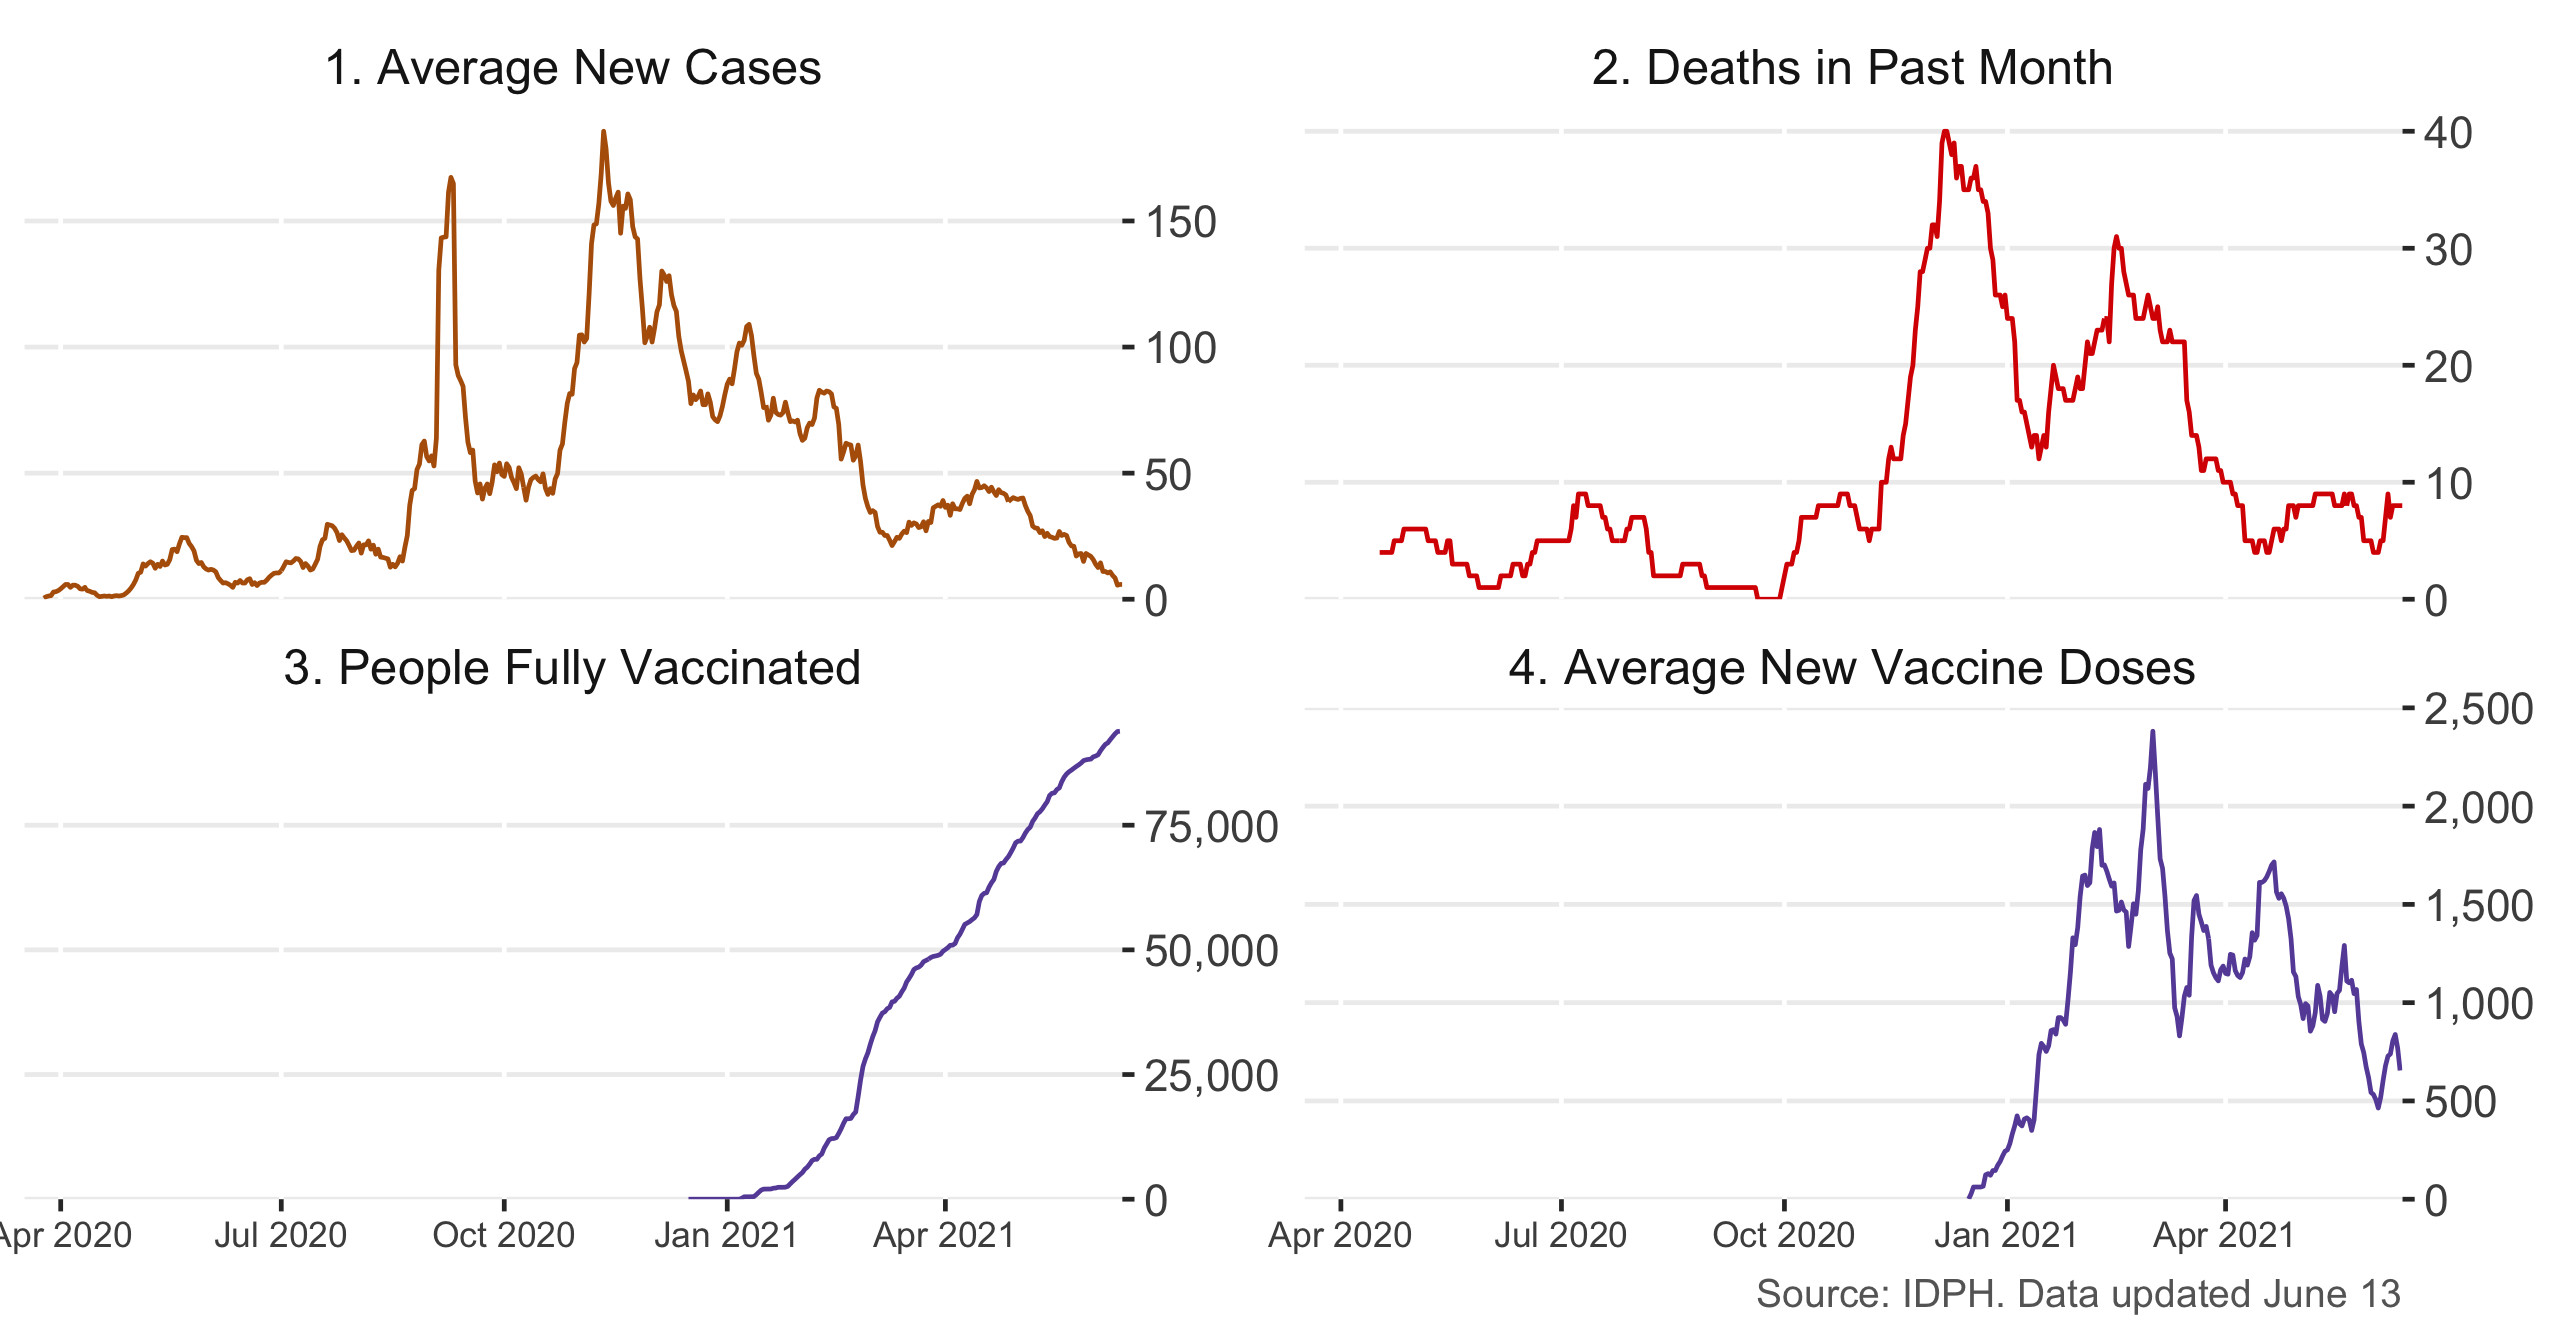 1. Average New Cases
150
100
50
0
2. Deaths in Past Month
40
30
20
10
0
3. People Fully Vaccinated
75,000
50,000
25,000
0
Apr 2020 Jul 2020 Oct 2020 Jan 2021 Apr 2021
4. Average New Vaccine Doses
2,500
2,000
1,500
1,000
500
0
Apr 2020 Jul 2020 Oct 2020 Jan 2021 Apr 2021
Source: IDPH. Data updated June 13